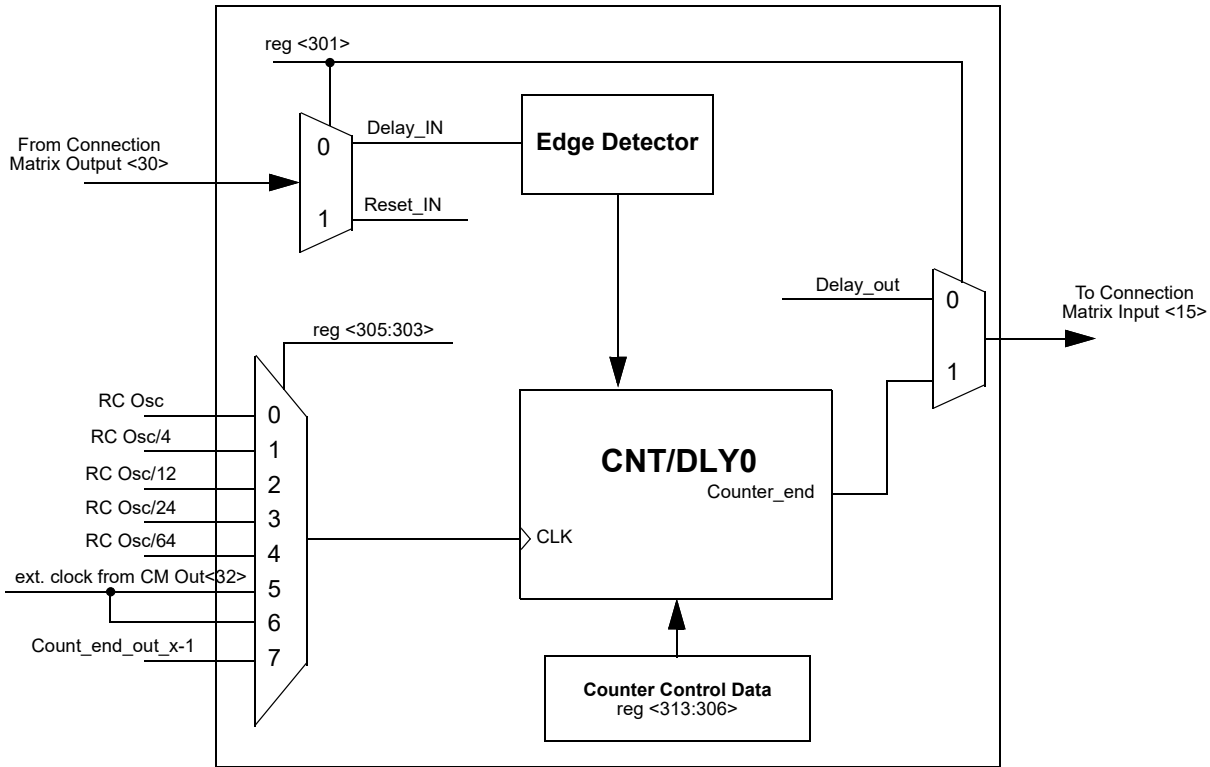 reg <301>
From Connection
Matrix Output <30>
0
1
Delay_IN
Reset_IN
Edge Detector
Delay_out
0
1
To Connection
Matrix Input <15>
reg <305:303>
RC Osc
RC Osc/4
RC Osc/12
RC Osc/24
RC Osc/64
ext. clock from CM Out<32>
Count_end_out_x-1
0
1
2
3
4
5
6
7
CNT/DLY0
Counter_end
CLK
Counter Control Data
reg <313:306>